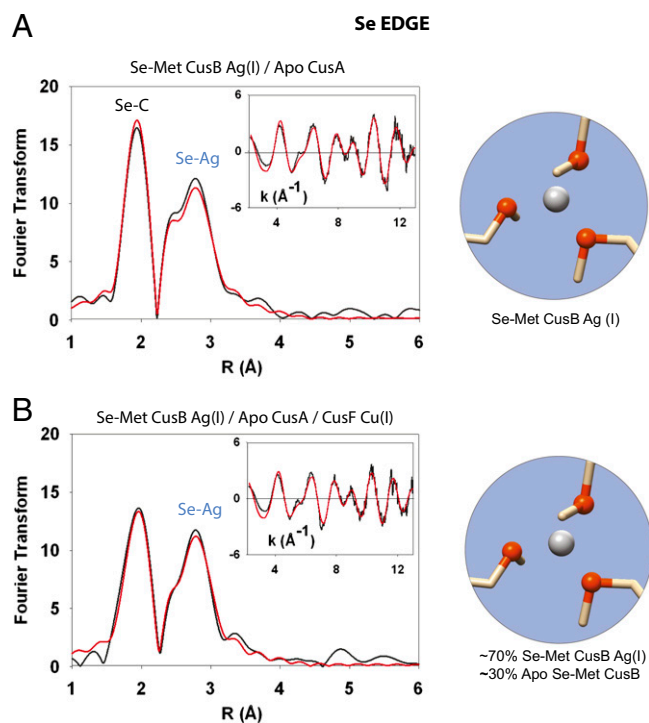 A
Se EDGE
Se-Met CusB Ag(I) / Apo CusA
20
15
10
5
0
Fourier Transform
Se-C
Se-Ag
6
0
-6
k (Å⁻¹)
4
8
12
1
2
3
4
5
6
R (Å)
Se-Met CusB Ag (I)
B
Se-Met CusB Ag(I) / Apo CusA / CusF Cu(I)
20
15
10
5
0
Fourier Transform
Se-Ag
6
0
-6
k (Å⁻¹)
4
8
12
1
2
3
4
5
6
R (Å)
~70% Se-Met CusB Ag(I)
~30% Apo Se-Met CusB